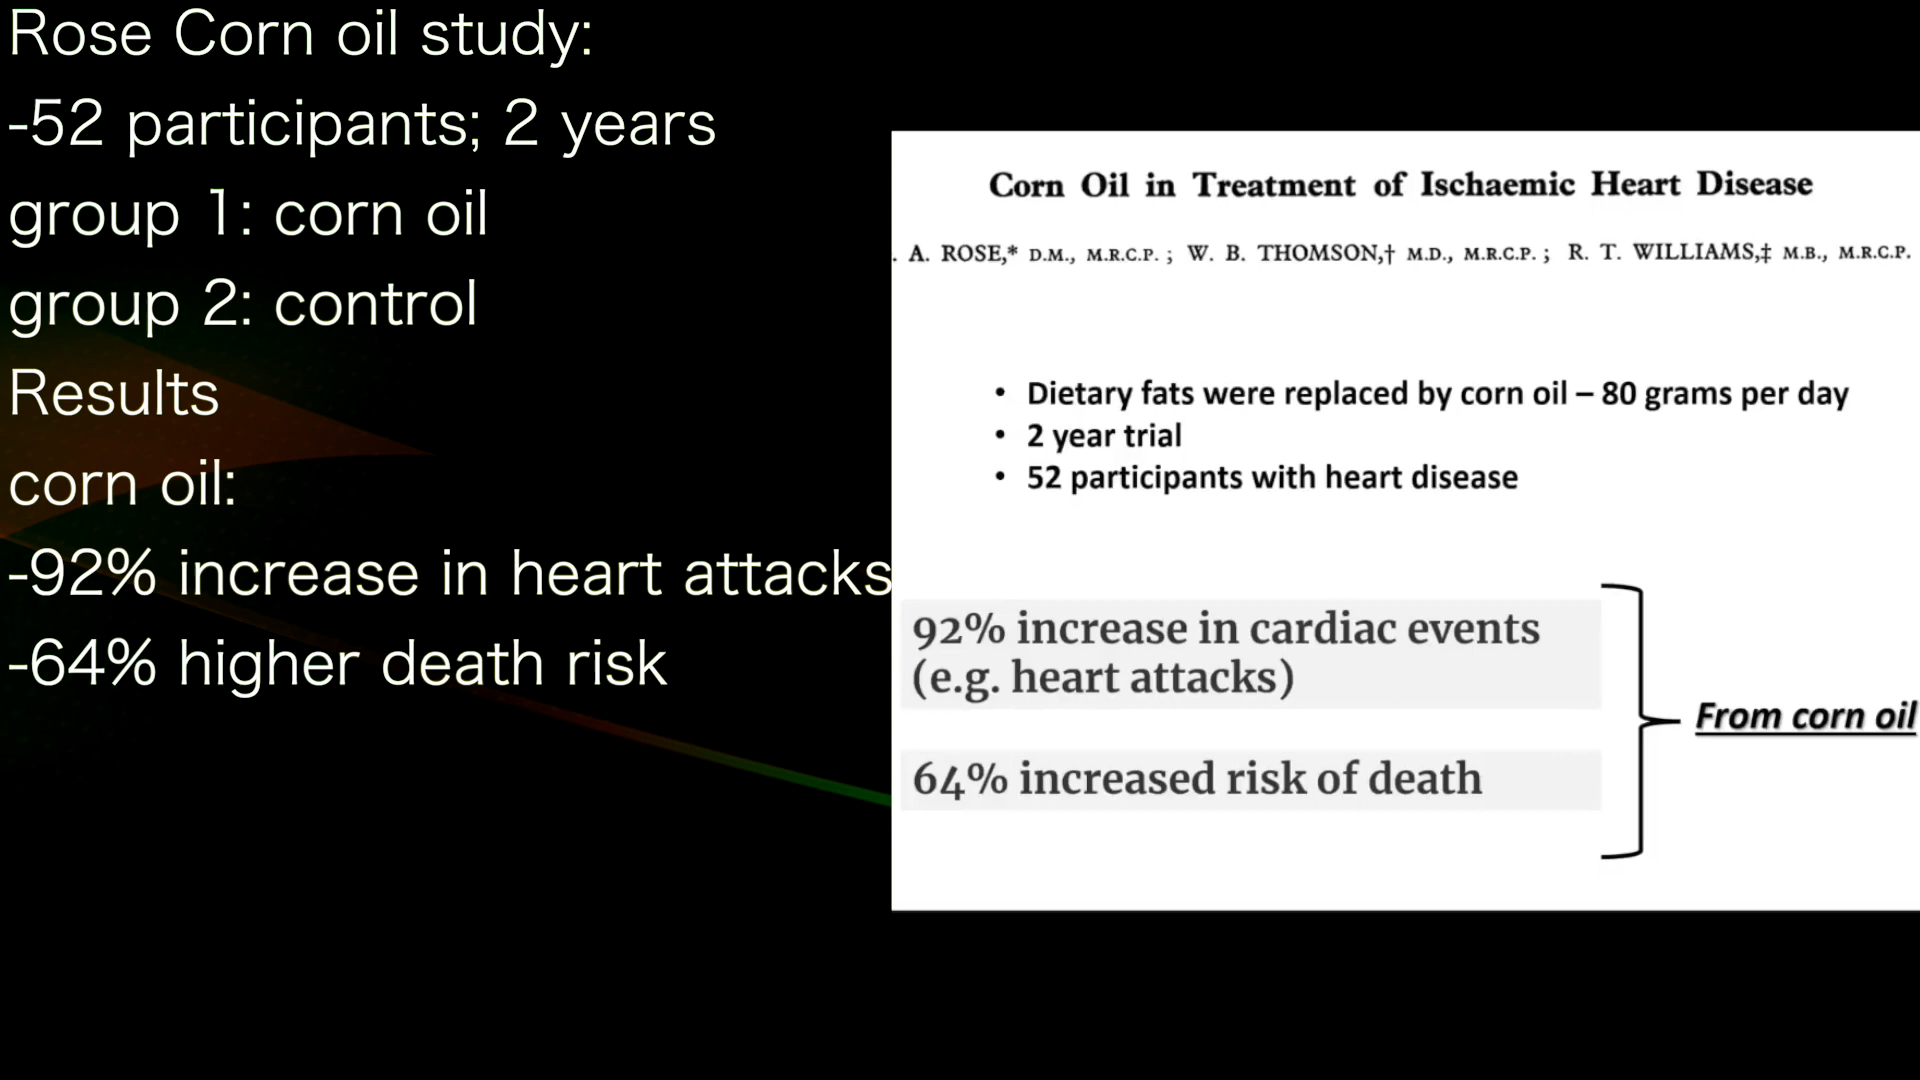 Rose Corn oil study:
-52 participants; 2 years
group 1: corn oil
group 2: control
Results
corn oil:
-92% increase in heart attacks
-64% higher death risk
Corn Oil in Treatment of Ischaemic Heart Disease
. A. ROSE,* D.M., M.R.C.P. ; W. B. THOMSON,† M.D., M.R.C.P. ; R. T. WILLIAMS,‡ M.B., M.R.C.P.
• Dietary fats were replaced by corn oil – 80 grams per day
• 2 year trial
• 52 participants with heart disease
92% increase in cardiac events
(e.g. heart attacks)
From corn oil
64% increased risk of death